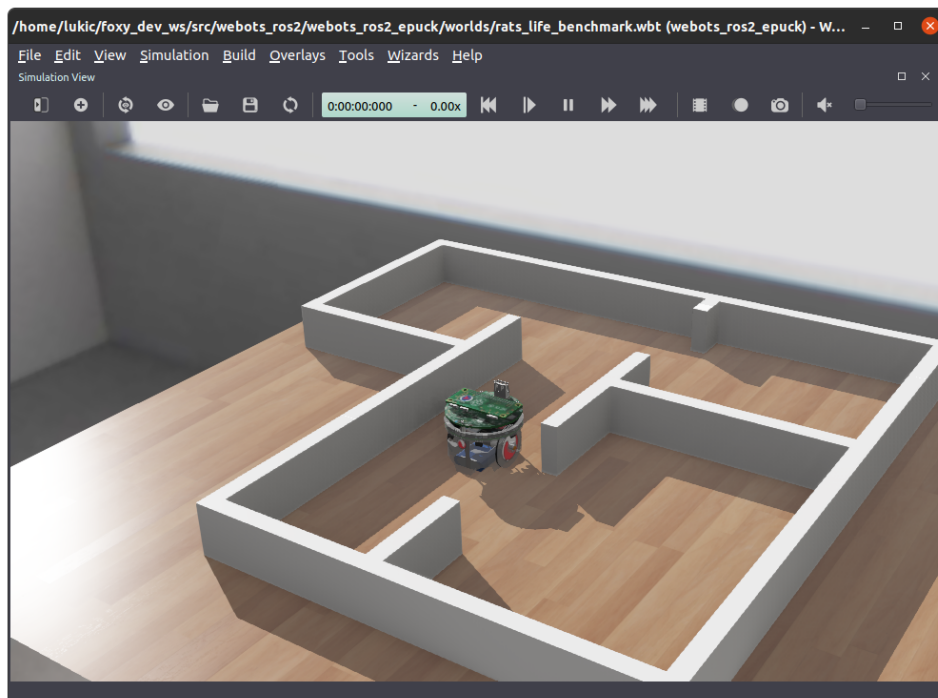 /home/lukic/foxy_dev_ws/src/webots_ros2/webots_ros2_epuck/worlds/rats_life_benchmark.wbt (webots_ros2_epuck) - W...
File Edit View Simulation Build Overlays Tools Wizards Help
Simulation View
0:00:00:000 - 0.00x